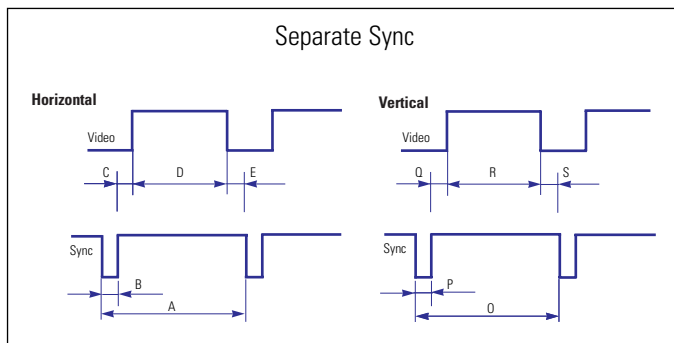 Separate Sync
Horizontal
Video
C D E
Sync
B
A
Vertical
Video
Q R S
Sync
P
O